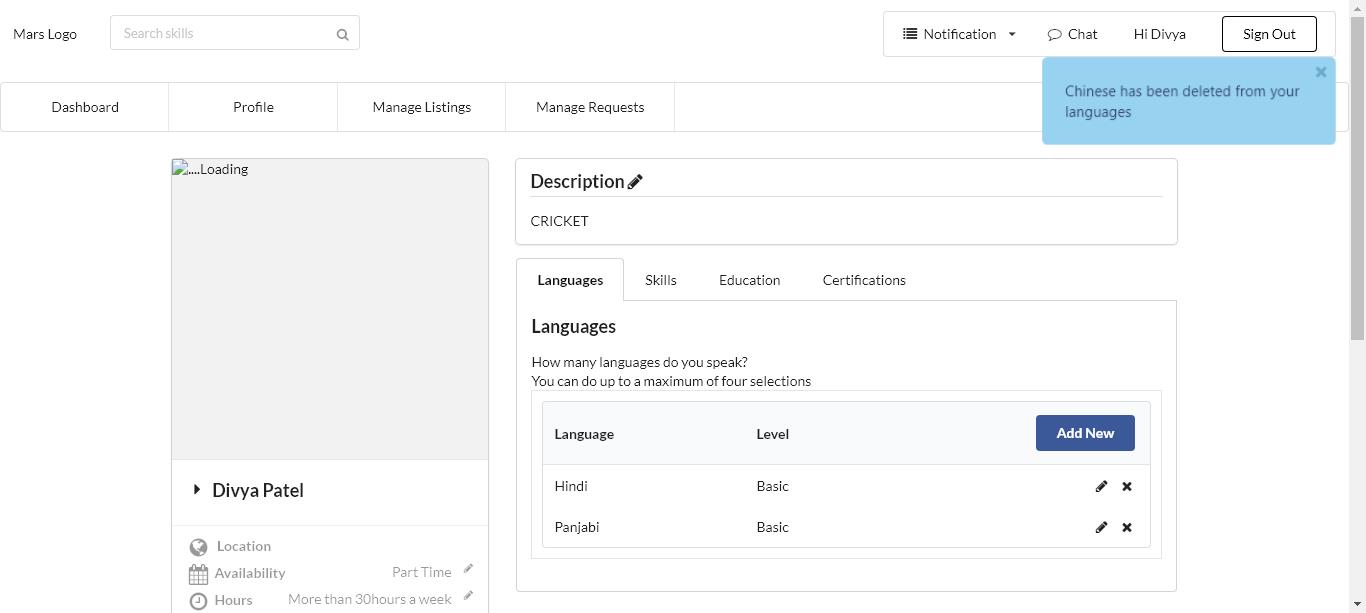 Mars Logo
Search skills
Notification
Chat
Hi Divya
Sign Out
Dashboard
Profile
Manage Listings
Manage Requests
Chinese has been deleted from your
languages
....Loading
Description
CRICKET
Languages
Skills
Education
Certifications
Languages
How many languages do you speak?
You can do up to a maximum of four selections
Language
Level
Add New
Hindi
Basic
Panjabi
Basic
Divya Patel
Location
Availability
Part Time
Hours
More than 30hours a week